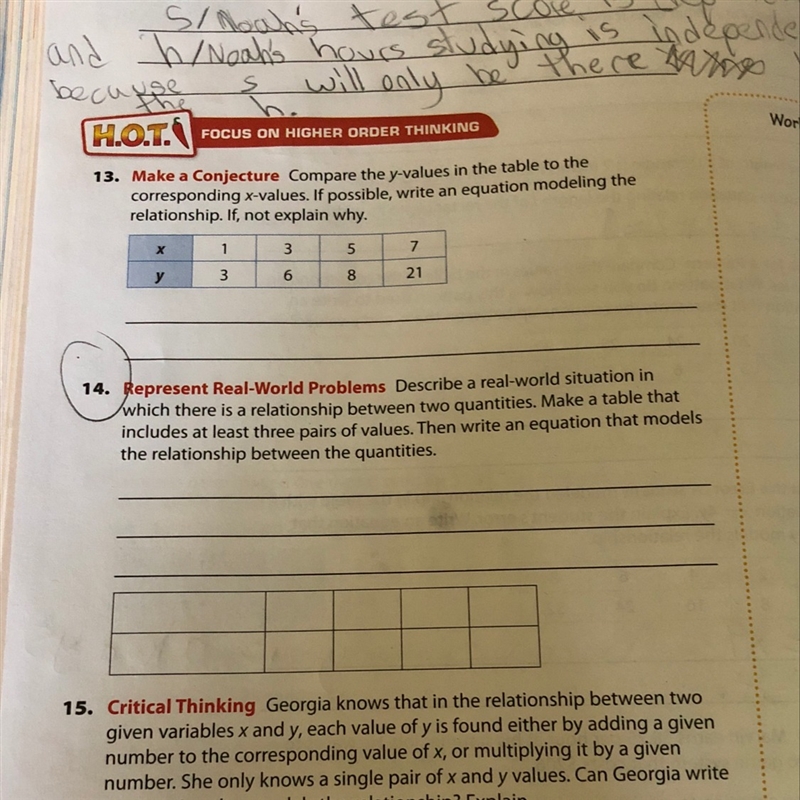 S/Noah's test score is
and h/Noah's hours studying is
because s will only be there
the h.
H.O.T. FOCUS ON HIGHER ORDER THINKING
Wor
13. Make a Conjecture Compare the y-values in the table to the
corresponding x-values. If possible, write an equation modeling the
relationship. If, not explain why.
x 1 3 5 7
y 3 6 8 21
14. Represent Real-World Problems Describe a real-world situation in
which there is a relationship between two quantities. Make a table that
includes at least three pairs of values. Then write an equation that models
the relationship between the quantities.
15. Critical Thinking Georgia knows that in the relationship between two
given variables x and y, each value of y is found either by adding a given
number to the corresponding value of x, or multiplying it by a given
number. She only knows a single pair of x and y values. Can Georgia write